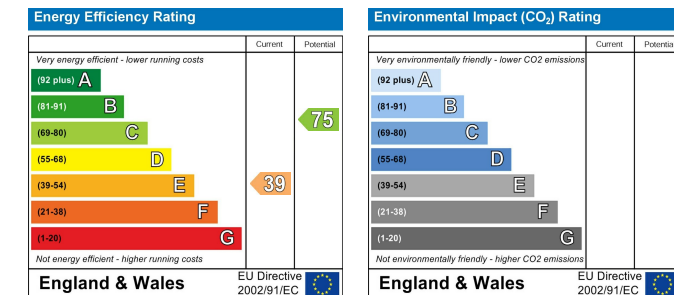 Energy Efficiency Rating
Current Potential
Very energy efficient - lower running costs
(92 plus) A
(81-91) B
(69-80) C
75
(55-68) D
(39-54) E
39
(21-38) F
(1-20) G
Not energy efficient - higher running costs
England & Wales
EU Directive
2002/91/EC
Environmental Impact (CO₂) Rating
Current Potential
Very environmentally friendly - lower CO2 emissions
(92 plus) A
(81-91) B
(69-80) C
(55-68) D
(39-54) E
(21-38) F
(1-20) G
Not environmentally friendly - higher CO2 emissions
England & Wales
EU Directive
2002/91/EC